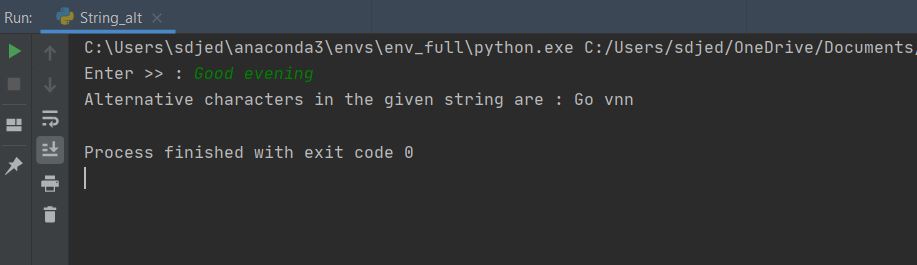 Run: String_alt
C:\Users\sdjed\anaconda3\envs\env_full\python.exe C:/Users/sdjed/OneDrive/Documents/
Enter >> : Good evening
Alternative characters in the given string are : Go vnn
Process finished with exit code 0